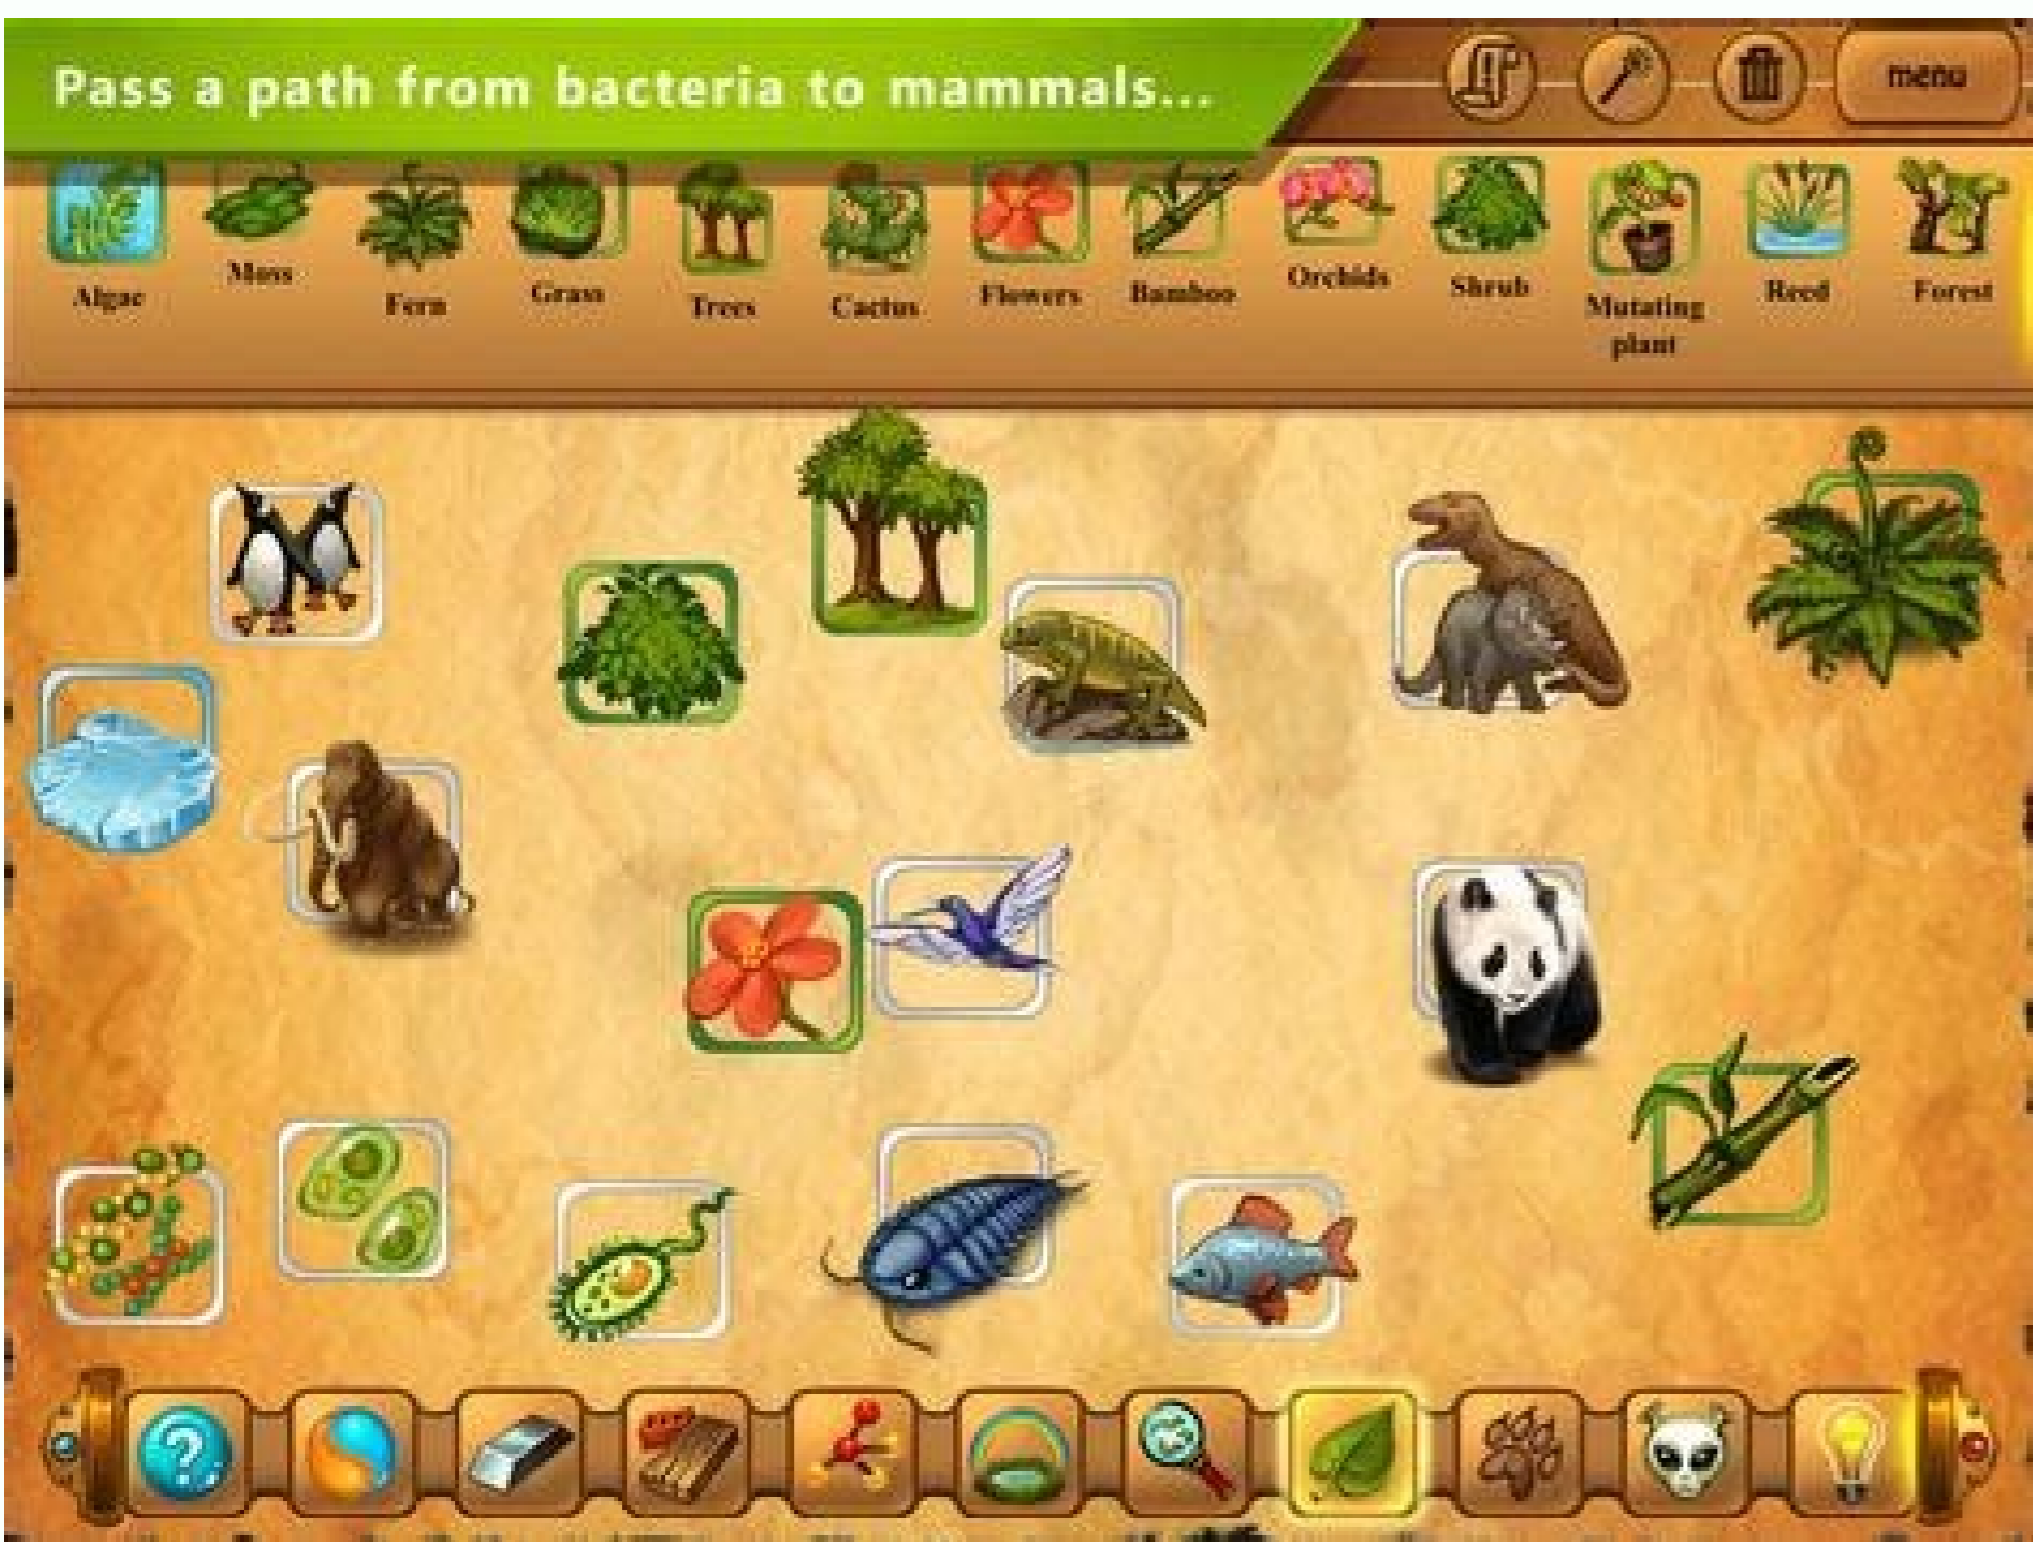 Pass a path from bacteria to mammals...
menu
Algae
Moss
Fern
Grass
Trees
Cactus
Flowers
Bamboo
Orchids
Shrub
Mutating
plant
Reed
Forest